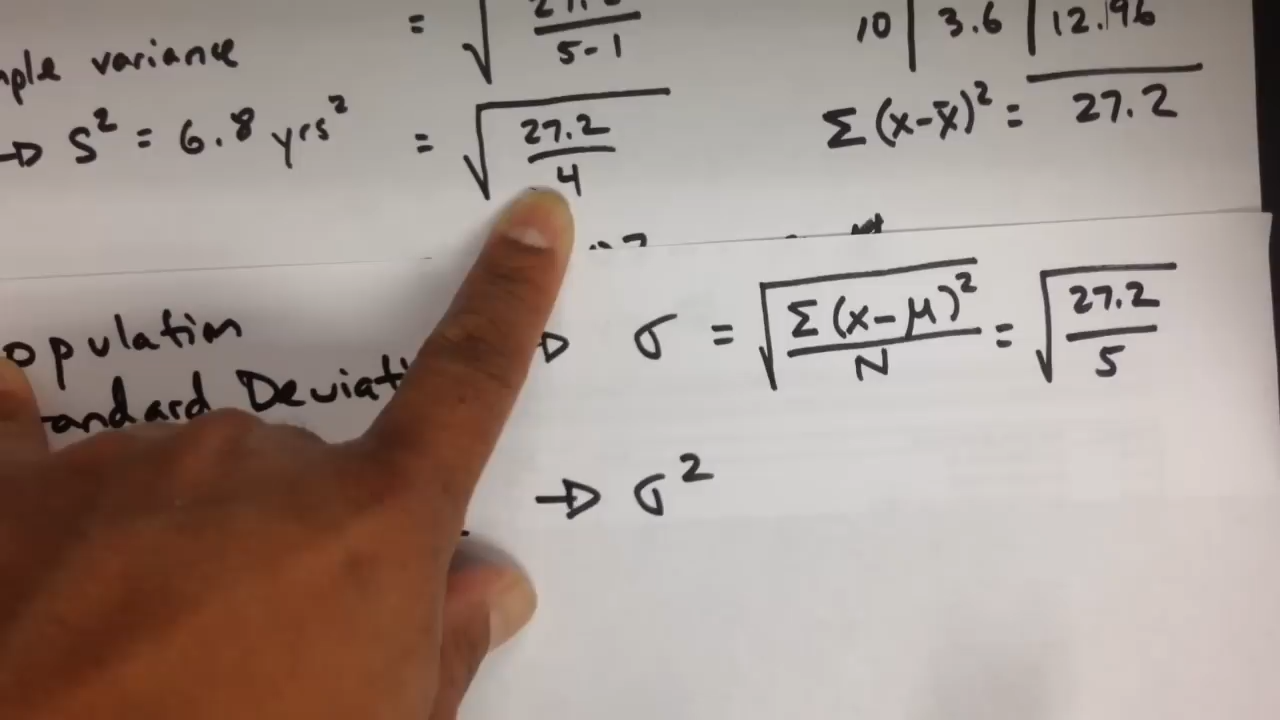 = √(27.2/5-1)
10 | 3.6 | 12.96
variance
→ S² = 6.8 yrs²
= √(27.2/4)
Σ(x-x̄)² = 27.2
opulation
andard Deviati
σ = √(Σ(x-μ)²/N) = √(27.2/5)
→ σ²